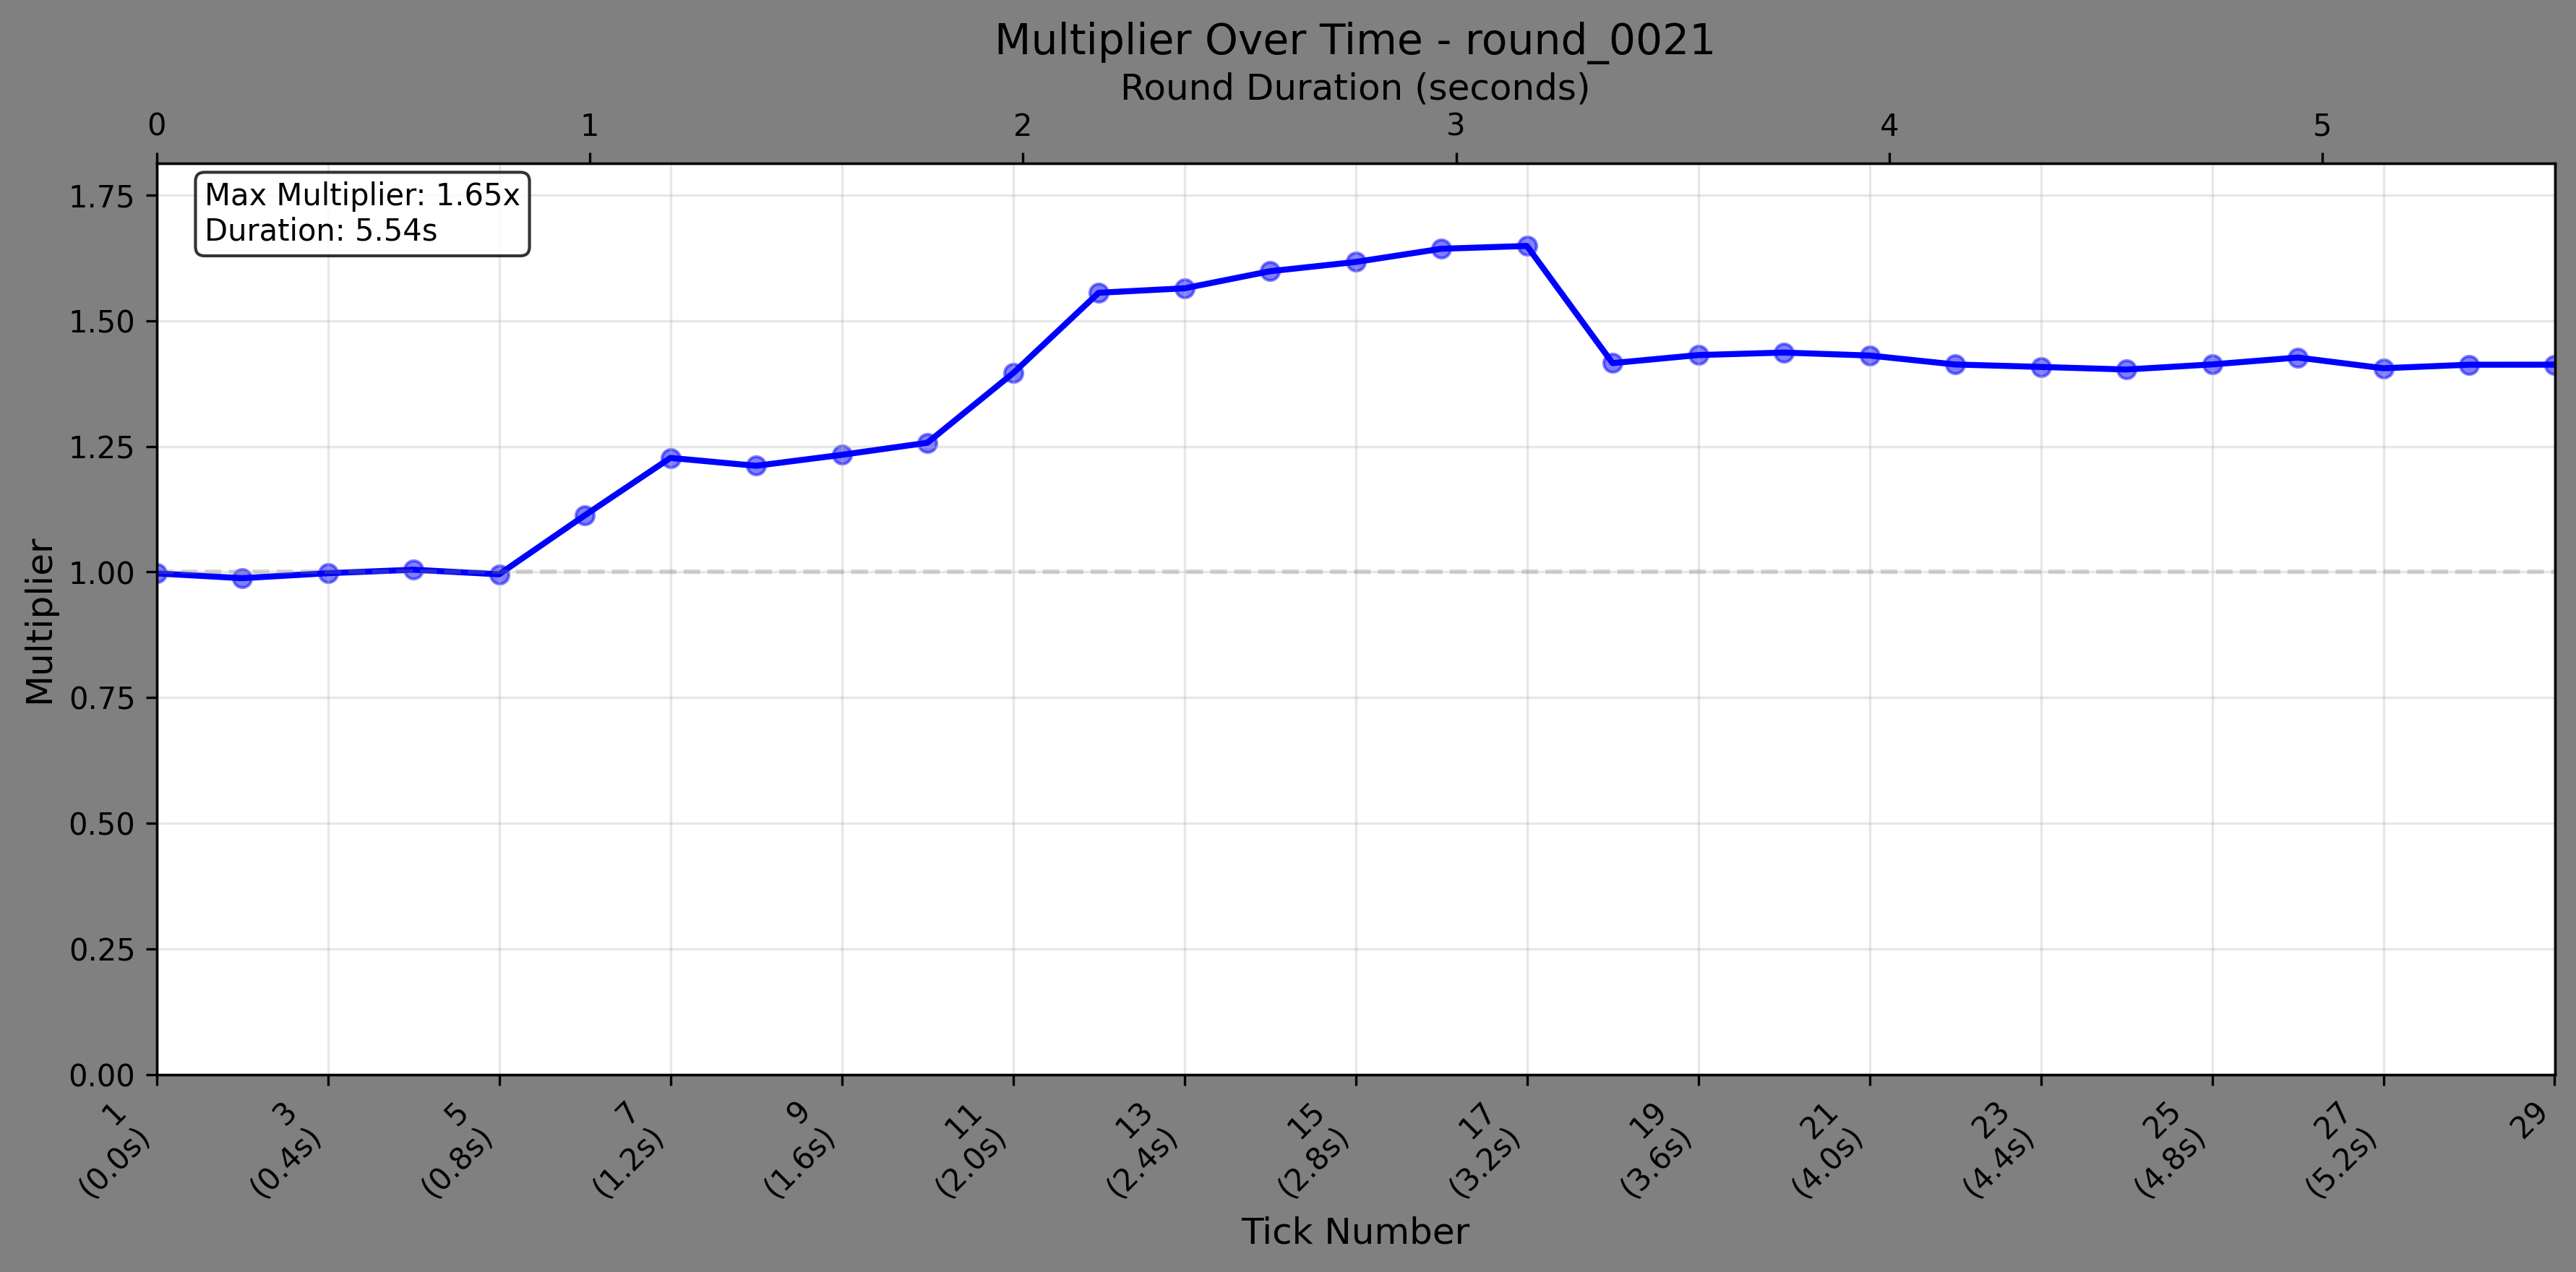 Multiplier Over Time - round_0021
Round Duration (seconds)
0 1 2 3 4 5
Max Multiplier: 1.65x
Duration: 5.54s
1.75
1.50
1.25
1.00
0.75
0.50
0.25
0.00
Multiplier
1 3 5 7 9 11 13 15 17 19 21 23 25 27 29
(0.0s) (0.4s) (0.8s) (1.2s) (1.6s) (2.0s) (2.4s) (2.8s) (3.2s) (3.6s) (4.0s) (4.4s) (4.8s) (5.2s)
Tick Number